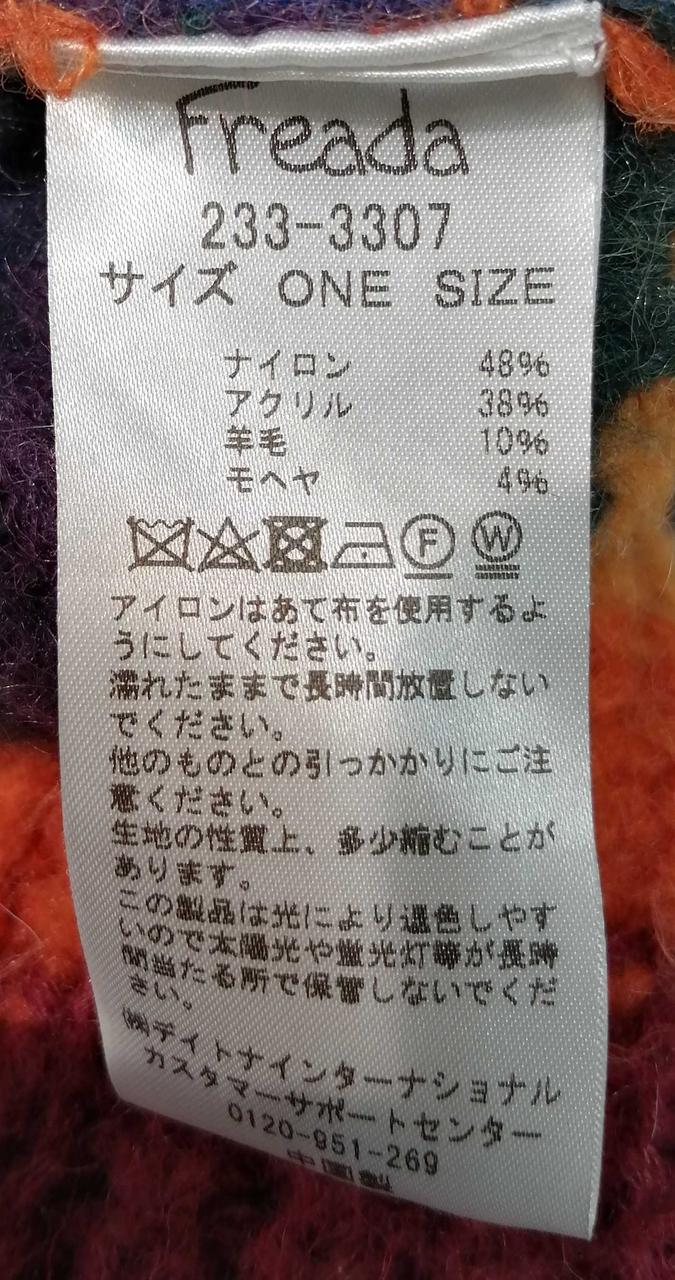 Freada
233-3307
サイズ ONE SIZE
ナイロン 48%
アクリル 38%
羊毛 10%
モヘヤ 4%
F W
アイロンはあて布を使用するよ
うにしてください。
濡れたままで長時間放置しない
でください。
他のものとの引っかかりにご注
意ください。
生地の性質上、多少縮むことが
あります。
この製品は光により退色しやす
いので太陽光や蛍光灯等が長時
間当たる所で保管しないでくだ
さい。
㈱デイトナインターナショナル
カスタマーサポートセンター
0120-951-269
中国製